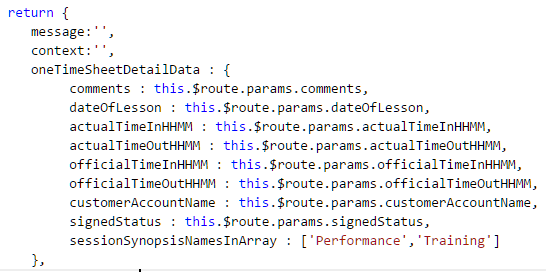 return {
message:'',
context:'',
oneTimeSheetDetailData : {
comments : this.$route.params.comments,
dateOfLesson : this.$route.params.dateOfLesson,
actualTimeInHHMM : this.$route.params.actualTimeInHHMM,
actualTimeOutHHMM : this.$route.params.actualTimeOutHHMM,
officialTimeInHHMM : this.$route.params.officialTimeInHHMM,
officialTimeOutHHMM : this.$route.params.officialTimeOutHHMM,
customerAccountName : this.$route.params.customerAccountName,
signedStatus : this.$route.params.signedStatus,
sessionSynopsisNamesInArray : ['Performance','Training']
},